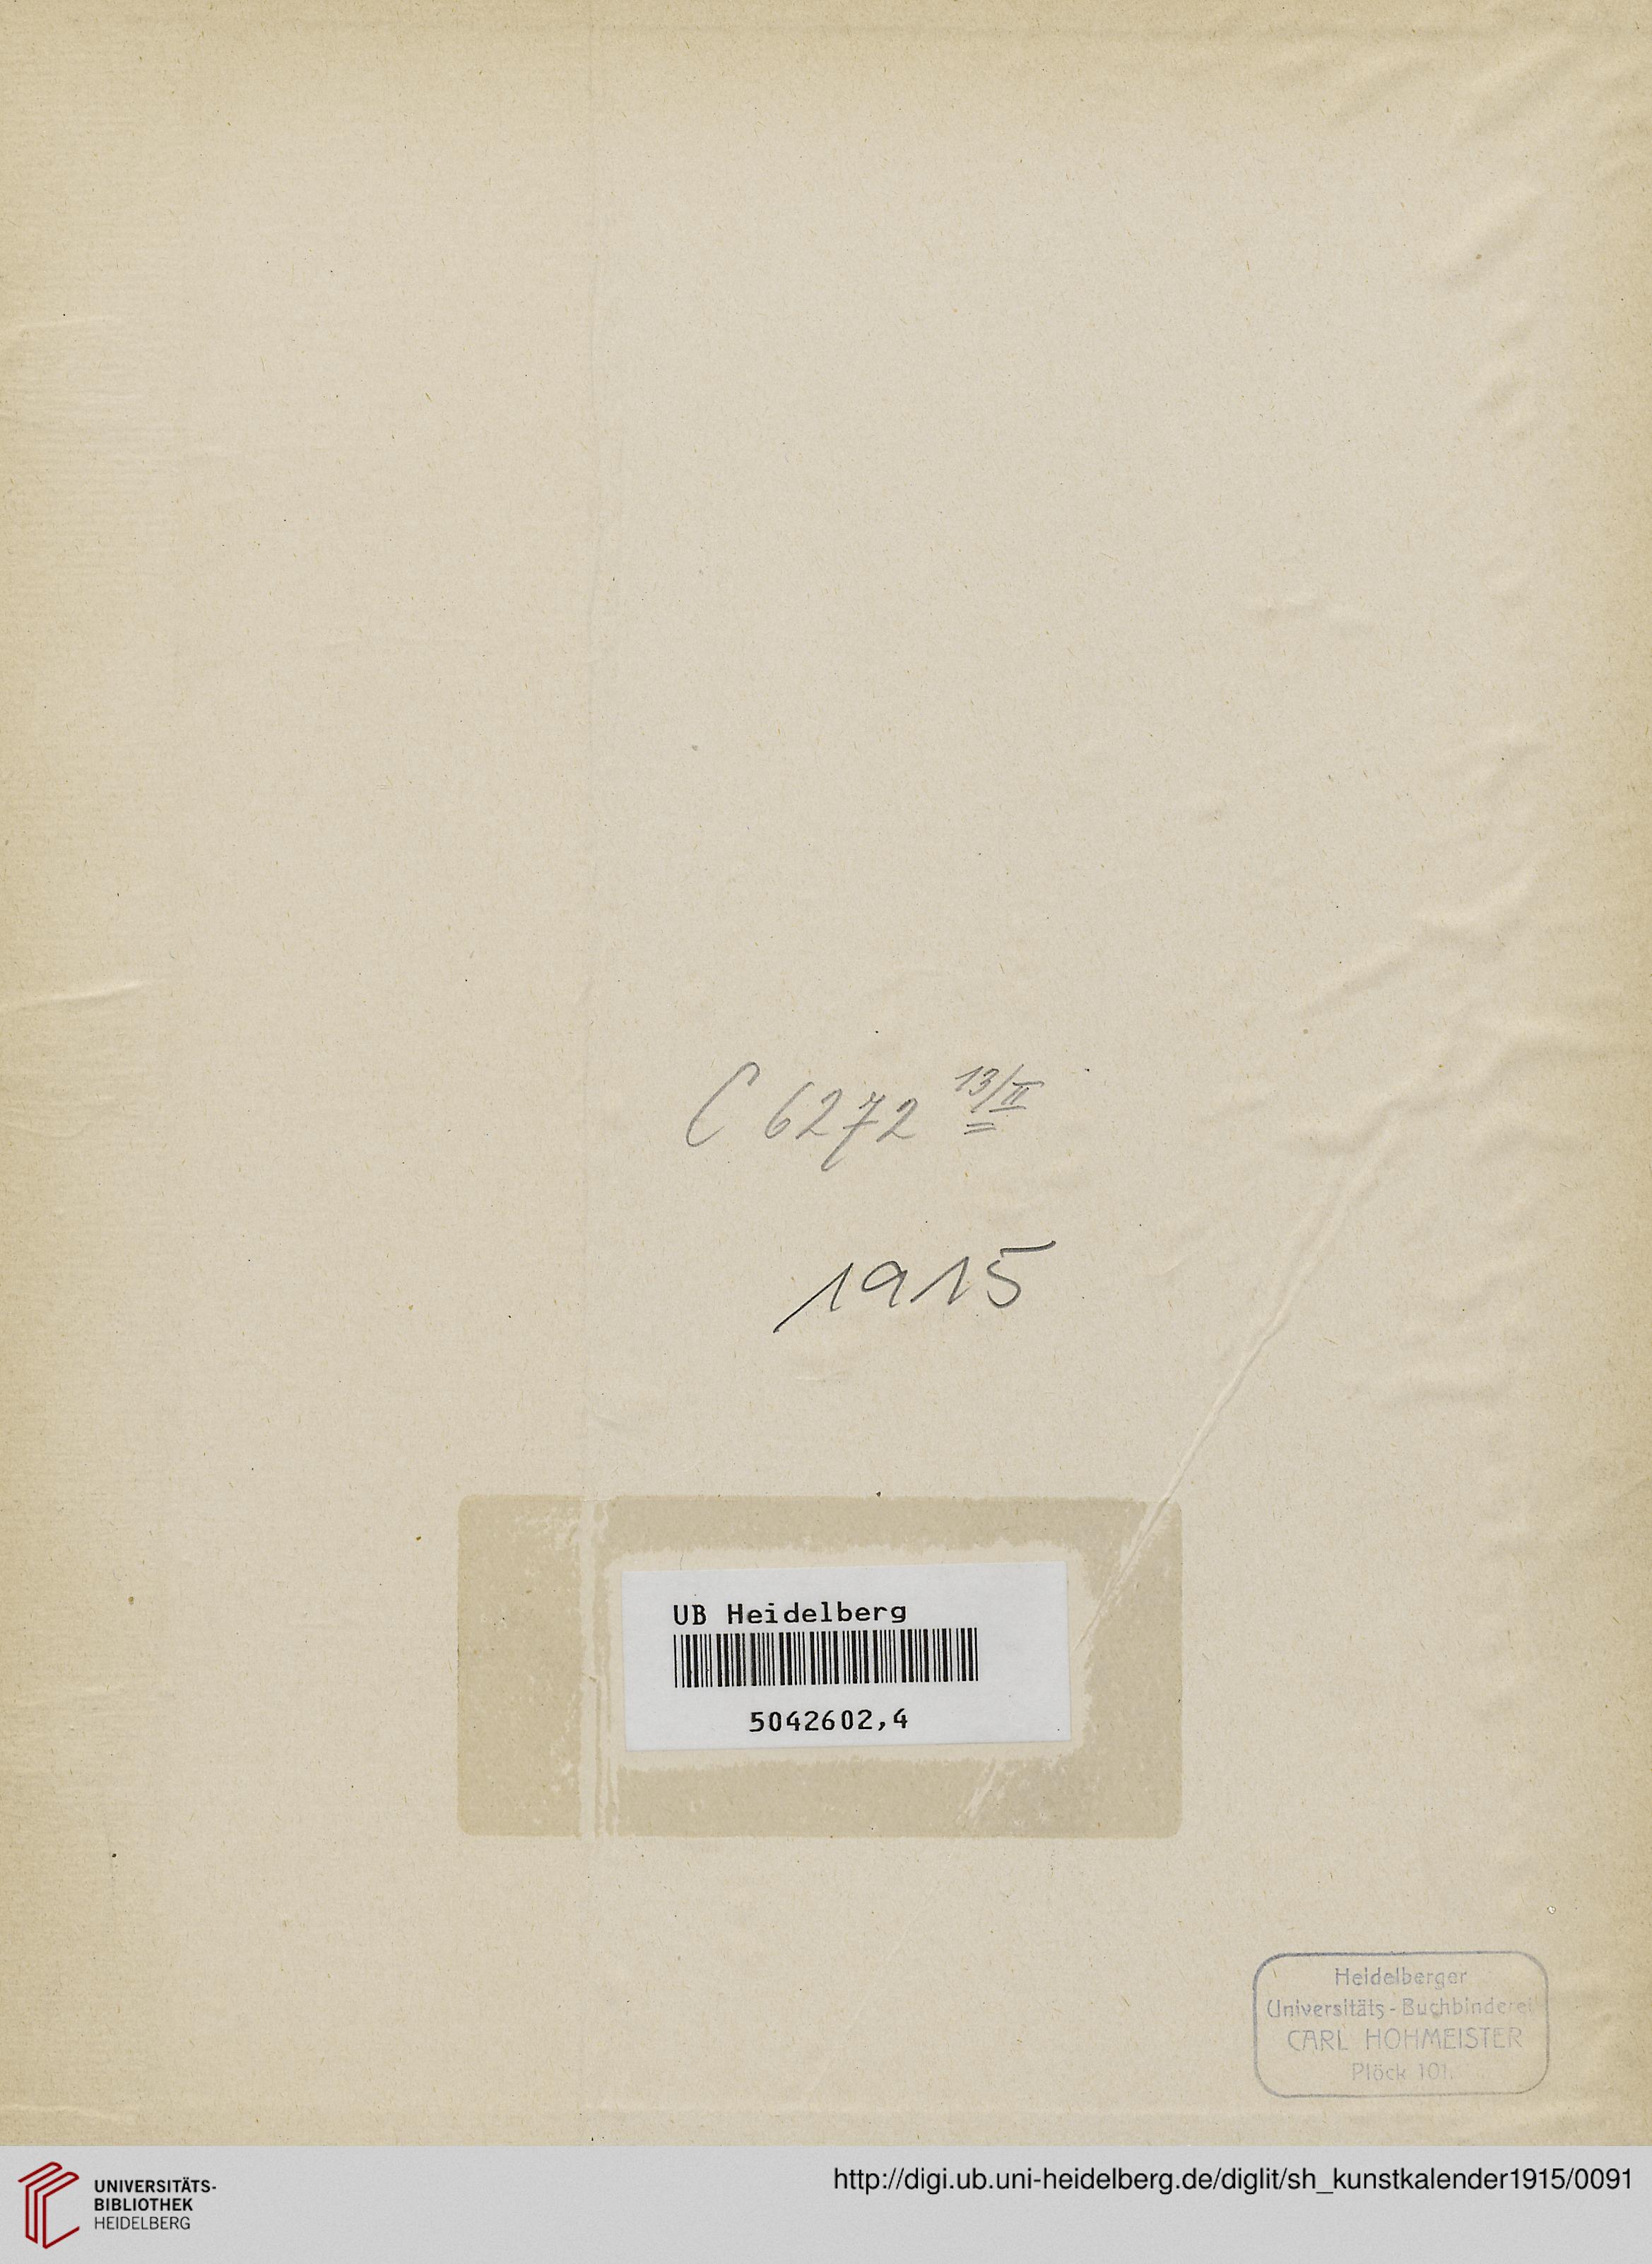 C 6272 13/II
1915
UB Heidelberg
5042602,4
Heidelberger
Universitäts-Buchbinderei
CARL HOHMEISTER
Plöck 101.
UNIVERSITÄTS-
BIBLIOTHEK
HEIDELBERG
http://digi.ub.uni-heidelberg.de/diglit/sh_kunstkalender1915/0091